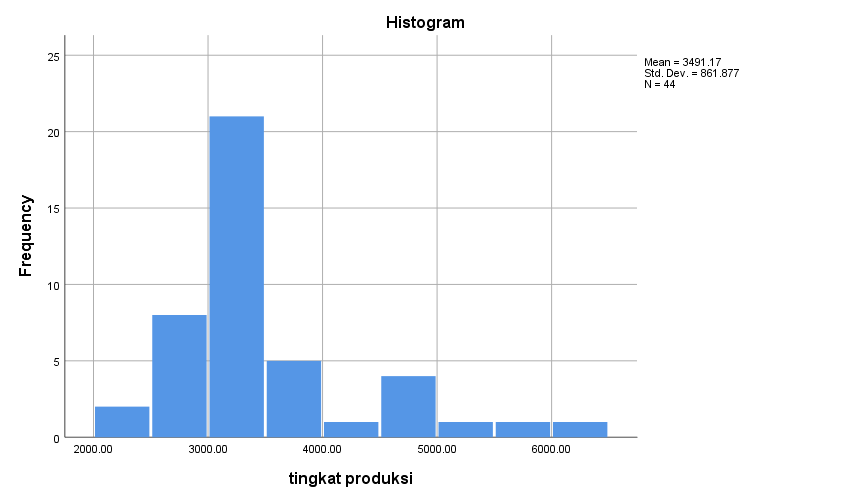 Histogram
Mean = 3491.17
Std. Dev. = 861.877
N = 44
Frequency
25
20
15
10
5
0
2000.00 3000.00 4000.00 5000.00 6000.00
tingkat produksi